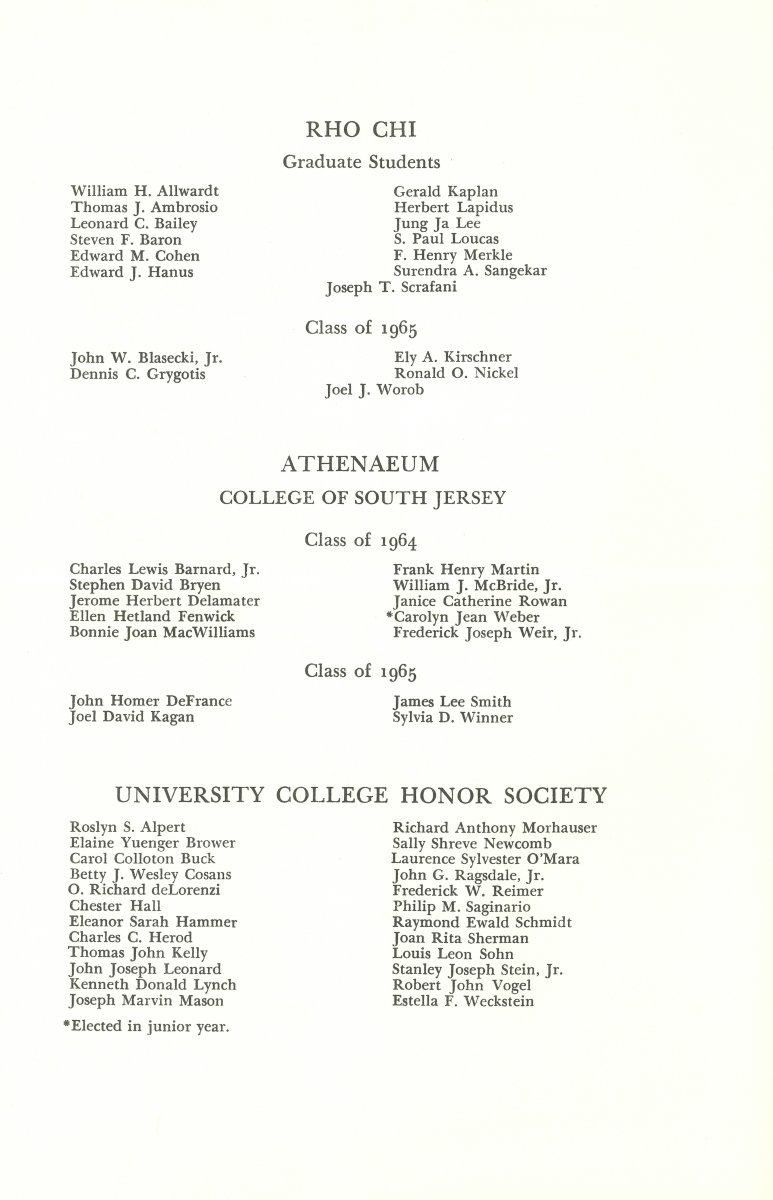 RHO CHI
Graduate Students
William H. Allwardt
Thomas J. Ambrosio
Leonard C. Bailey
Steven F. Baron
Edward M. Cohen
Edward J. Hanus
Gerald Kaplan
Herbert Lapidus
Jung Ja Lee
S. Paul Loucas
F. Henry Merkle
Surendra A. Sangekar
Joseph T. Scrafani
Class of 1965
John W. Blasecki, Jr.
Dennis C. Grygotis
Ely A. Kirschner
Ronald O. Nickel
Joel J. Worob
ATHENAEUM
COLLEGE OF SOUTH JERSEY
Class of 1964
Charles Lewis Barnard, Jr.
Stephen David Bryen
Jerome Herbert Delamater
Ellen Hetland Fenwick
Bonnie Joan MacWilliams
Frank Henry Martin
William J. McBride, Jr.
Janice Catherine Rowan
*Carolyn Jean Weber
Frederick Joseph Weir, Jr.
Class of 1965
John Homer DeFrance
Joel David Kagan
James Lee Smith
Sylvia D. Winner
UNIVERSITY COLLEGE HONOR SOCIETY
Roslyn S. Alpert
Elaine Yuenger Brower
Carol Colloton Buck
Betty J. Wesley Cosans
O. Richard deLorenzi
Chester Hall
Eleanor Sarah Hammer
Charles C. Herod
Thomas John Kelly
John Joseph Leonard
Kenneth Donald Lynch
Joseph Marvin Mason
Richard Anthony Morhauser
Sally Shreve Newcomb
Laurence Sylvester O'Mara
John G. Ragsdale, Jr.
Frederick W. Reimer
Philip M. Saginario
Raymond Ewald Schmidt
Joan Rita Sherman
Louis Leon Sohn
Stanley Joseph Stein, Jr.
Robert John Vogel
Estella F. Weckstein
*Elected in junior year.